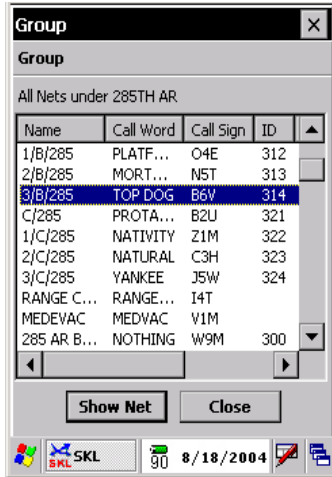 Group
Group
All Nets under 285TH AR
Name Call Word Call Sign ID
1/B/285 PLATF... O4E 312
2/B/285 MORT... N5T 313
3/B/285 TOP DOG B6V 314
C/285 PROTA... B2U 321
1/C/285 NATIVITY Z1M 322
2/C/285 NATURAL C3H 323
3/C/285 YANKEE J5W 324
RANGE C... RANGE... I4T
MEDEVAC MEDVAC V1M
285 AR B... NOTHING W9M 300
Show Net Close
SKL SKL 90 8/18/2004